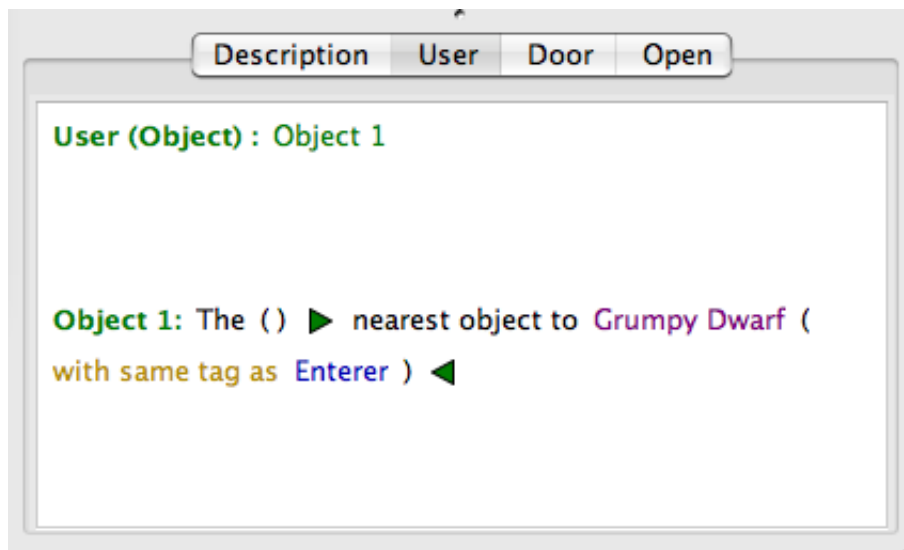 Description User Door Open
User (Object) : Object 1
Object 1: The () ▶ nearest object to Grumpy Dwarf (
with same tag as Enterer ) ◀